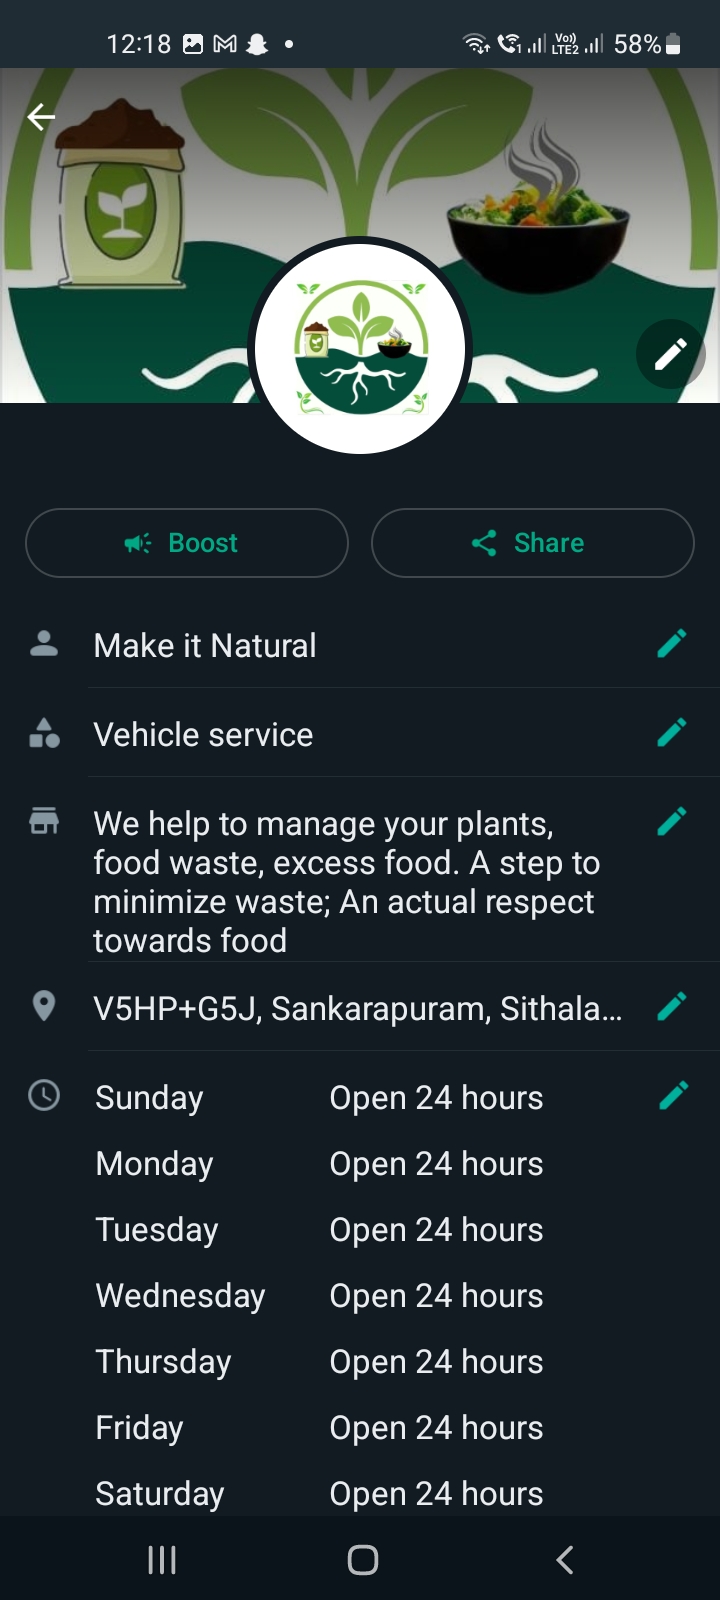 12:18 58%
Vo)) LTE2
Boost Share
Make it Natural
Vehicle service
We help to manage your plants,
food waste, excess food. A step to
minimize waste; An actual respect
towards food
V5HP+G5J, Sankarapuram, Sithala...
Sunday Open 24 hours
Monday Open 24 hours
Tuesday Open 24 hours
Wednesday Open 24 hours
Thursday Open 24 hours
Friday Open 24 hours
Saturday Open 24 hours